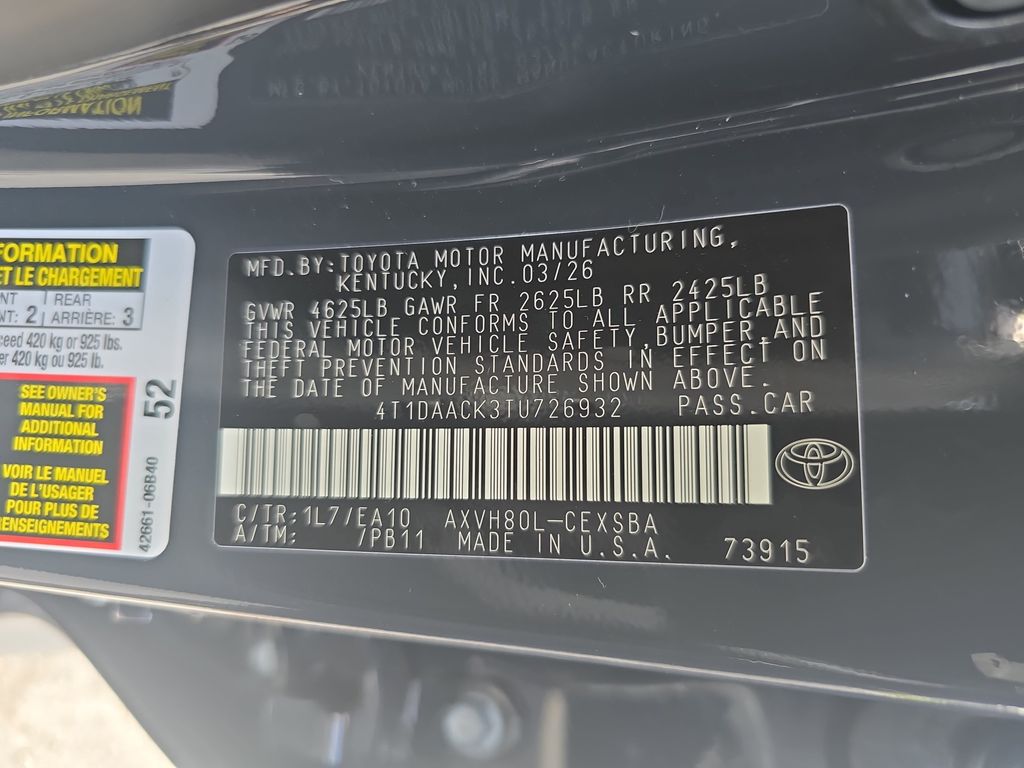 FORMATION
ET LE CHARGEMENT
NT REAR
NT: 2 ARRIÈRE: 3
ceed 420 kg or 925 lbs.
er 420 kg ou 925 lb.
SEE OWNER'S
MANUAL FOR
ADDITIONAL
INFORMATION
VOIR LE MANUEL
DE L'USAGER
POUR PLUS DE
RENSEIGNEMENTS
52
42661-06B40
MFD.BY:TOYOTA MOTOR MANUFACTURING,
KENTUCKY,INC.03/26
GVWR 4625LB GAWR FR 2625LB RR 2425LB
THIS VEHICLE CONFORMS TO ALL APPLICABLE
FEDERAL MOTOR VEHICLE SAFETY,BUMPER,AND
THEFT PREVENTION STANDARDS IN EFFECT ON
THE DATE OF MANUFACTURE SHOWN ABOVE.
4T1DAACK3TU726932 PASS.CAR
C/TR:1L7/EA10 AXVH80L-CEXSBA
A/TM: /PB11 MADE IN U.S.A. 73915